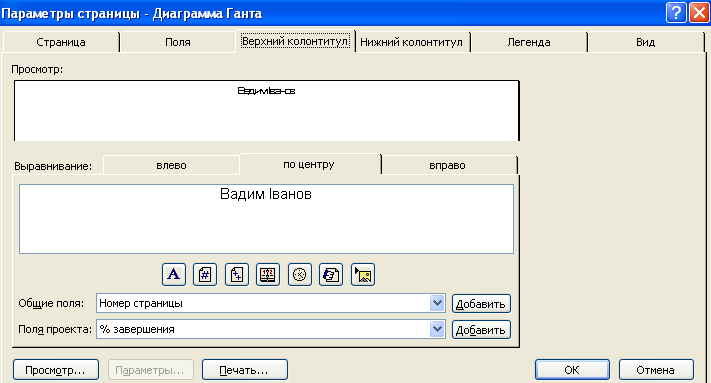 Параметры страницы - Диаграмма Ганта
Страница Поля Верхний колонтитул Нижний колонтитул Легенда Вид
Просмотр:
Вадим Іванов
Выравнивание: влево по центру вправо
Вадим Іванов
Общие поля: Номер страницы Добавить
Поля проекта: % завершения Добавить
Просмотр... Параметры... Печать... ОК Отмена